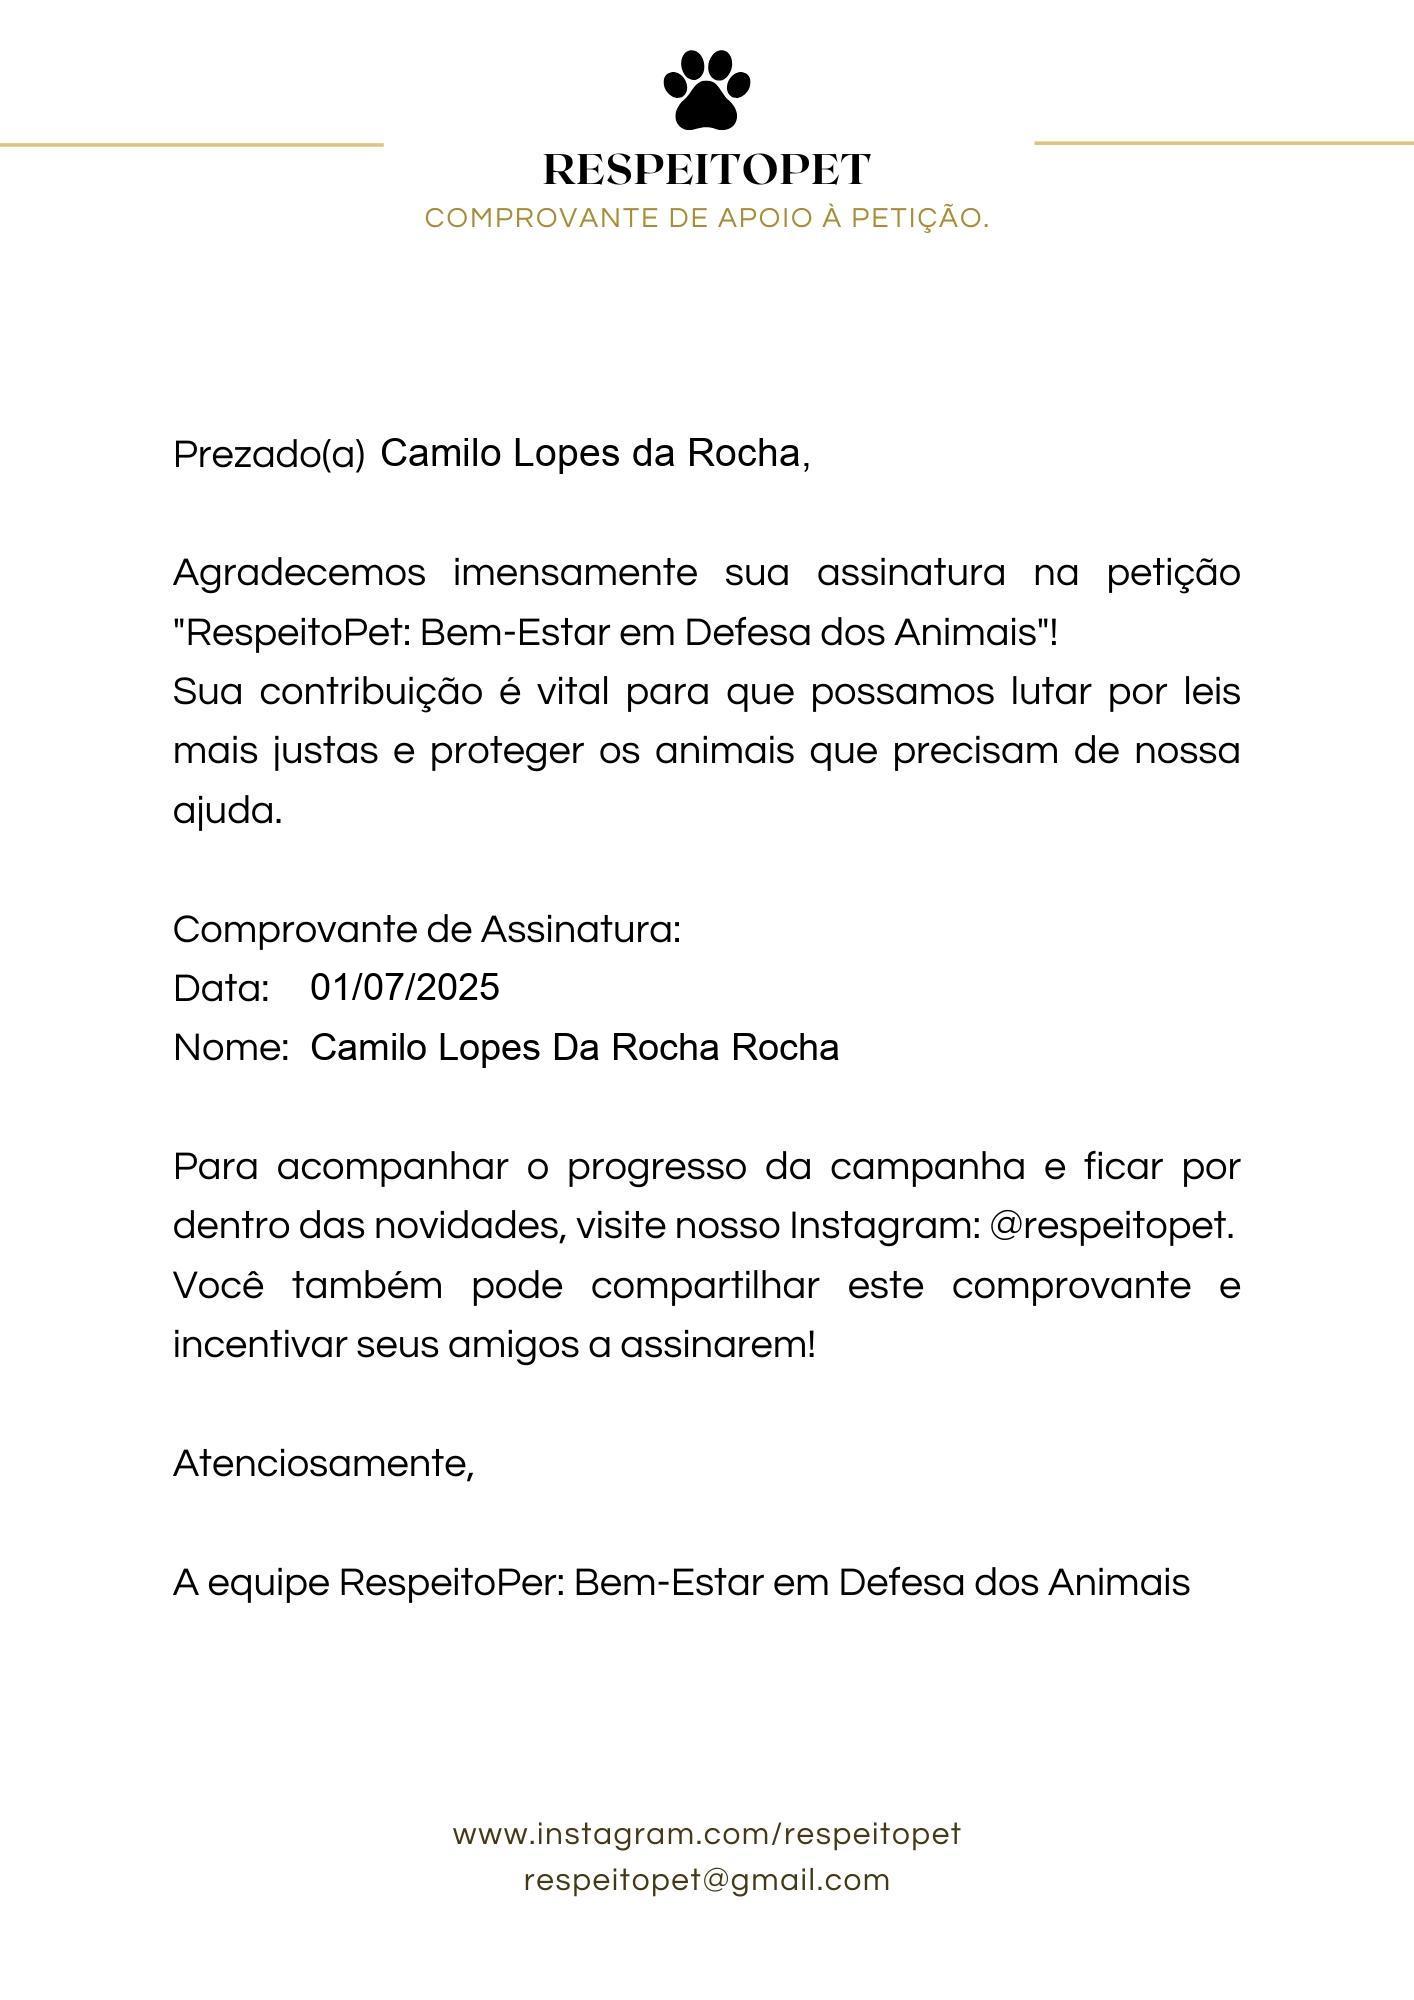 RESPEITOPET
COMPROVANTE DE APOIO À PETIÇÃO.
Prezado(a) Camilo Lopes da Rocha,
Agradecemos imensamente sua assinatura na petição
"RespeitoPet: Bem-Estar em Defesa dos Animais"!
Sua contribuição é vital para que possamos lutar por leis
mais justas e proteger os animais que precisam de nossa
ajuda.
Comprovante de Assinatura:
Data: 01/07/2025
Nome: Camilo Lopes Da Rocha Rocha
Para acompanhar o progresso da campanha e ficar por
dentro das novidades, visite nosso Instagram: @respeitopet.
Você também pode compartilhar este comprovante e
incentivar seus amigos a assinarem!
Atenciosamente,
A equipe RespeitoPer: Bem-Estar em Defesa dos Animais
www.instagram.com/respeitopet
respeitopet@gmail.com